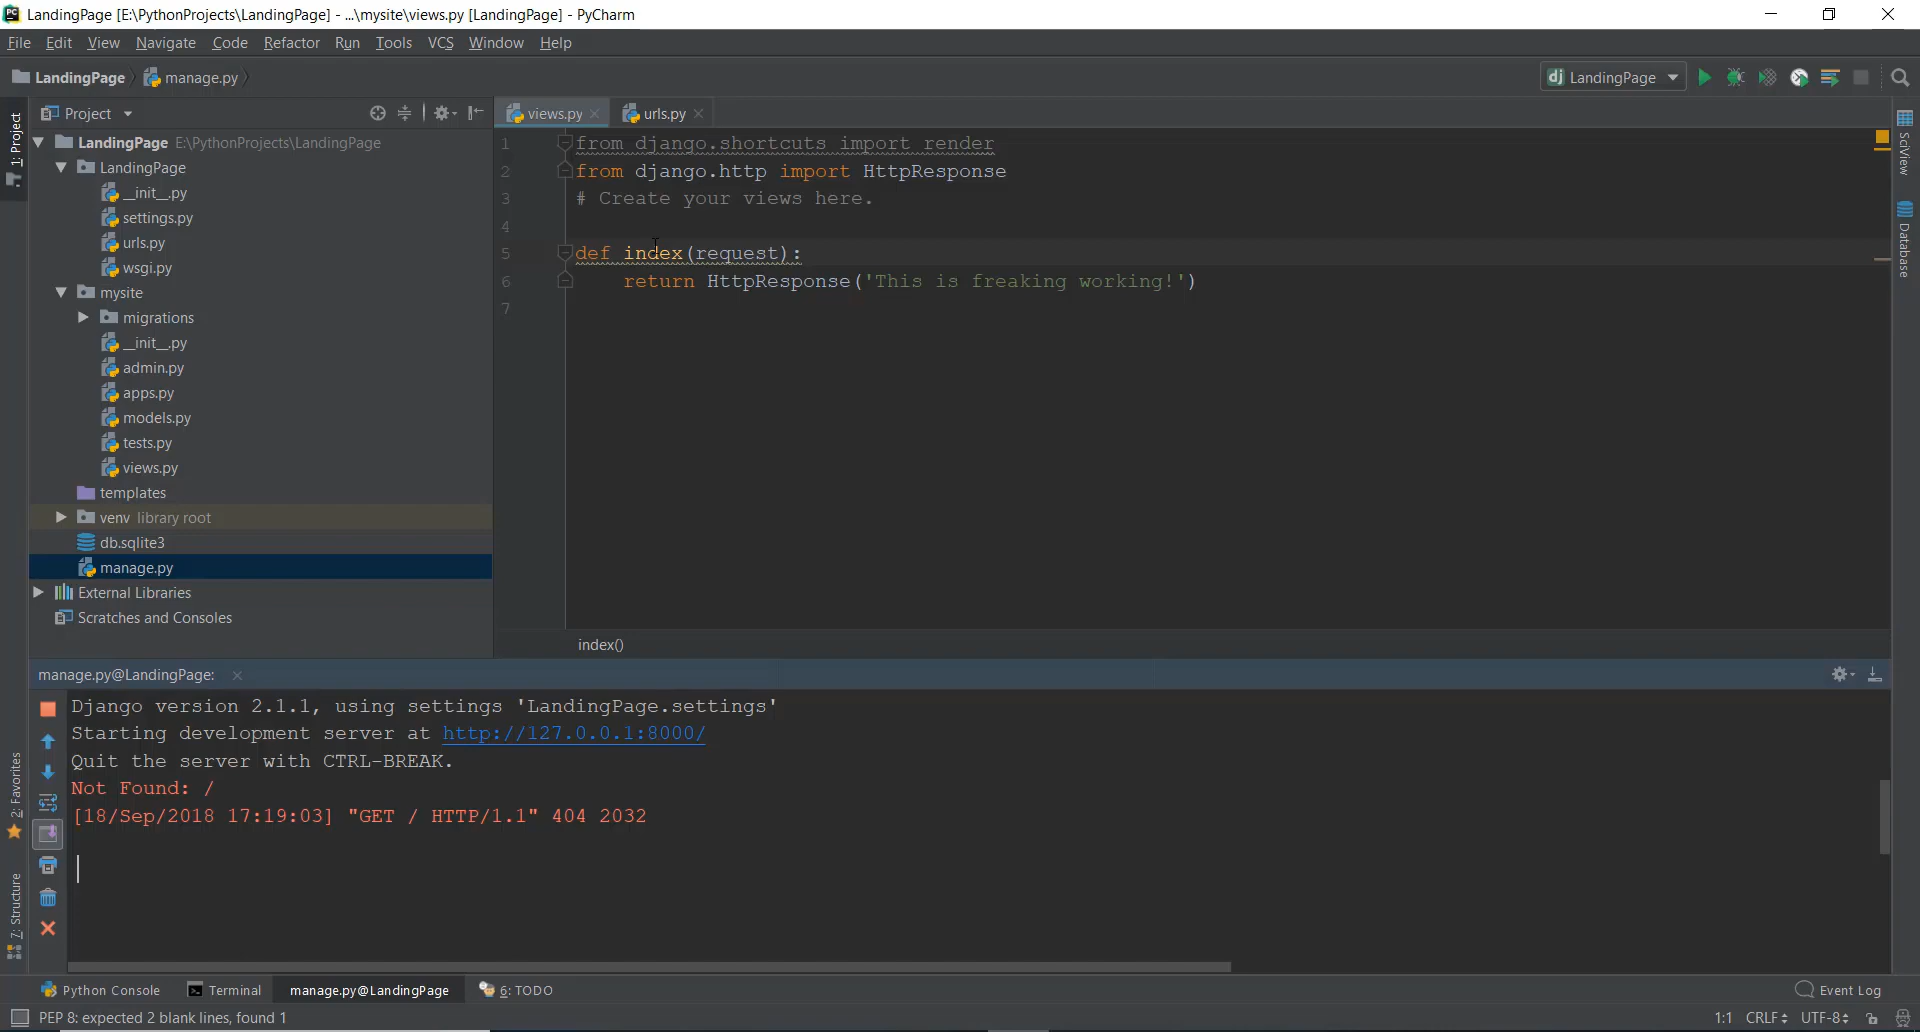 LandingPage [E:\PythonProjects\LandingPage] - ...\mysite\views.py [LandingPage] - PyCharm
File Edit View Navigate Code Refactor Run Tools VCS Window Help
LandingPage manage.py
dj LandingPage
1: Project
Project
LandingPage E:\PythonProjects\LandingPage
LandingPage
__init__.py
settings.py
urls.py
wsgi.py
mysite
migrations
__init__.py
admin.py
apps.py
models.py
tests.py
views.py
templates
venv library root
db.sqlite3
manage.py
External Libraries
Scratches and Consoles
views.py urls.py
1 from django.shortcuts import render
2 from django.http import HttpResponse
3 # Create your views here.
4
5 def index(request):
6 return HttpResponse('This is freaking working!')
7
index()
SciView
Database
manage.py@LandingPage:
Django version 2.1.1, using settings 'LandingPage.settings'
Starting development server at http://127.0.0.1:8000/
Quit the server with CTRL-BREAK.
Not Found: /
[18/Sep/2018 17:19:03] "GET / HTTP/1.1" 404 2032
2: Favorites
7: Structure
Python Console Terminal manage.py@LandingPage 6: TODO Event Log
PEP 8: expected 2 blank lines, found 1 1:1 CRLF UTF-8